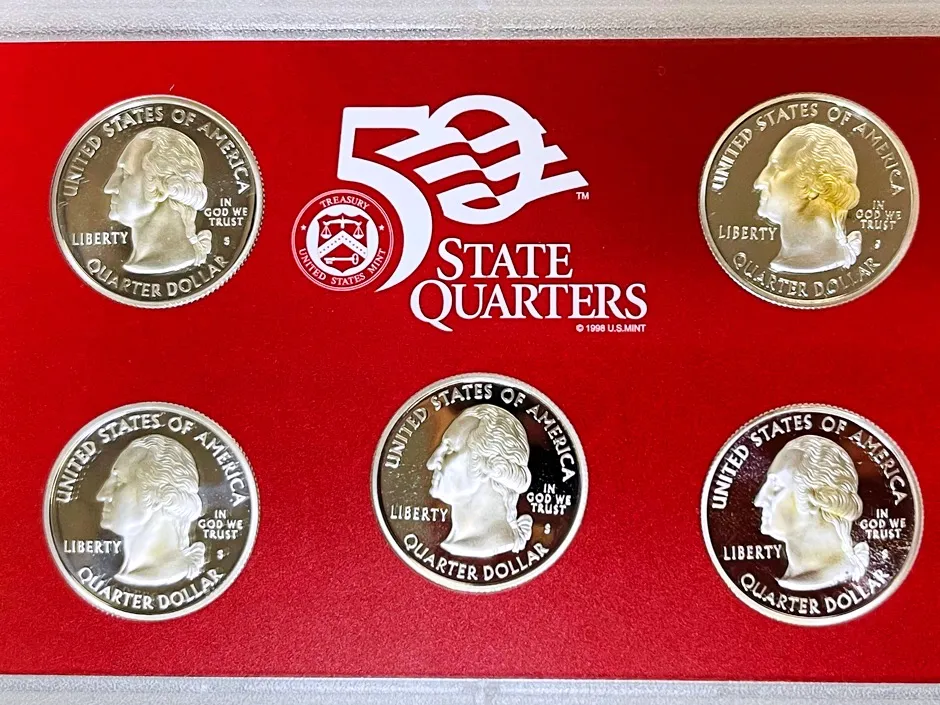 UNITED STATES OF AMERICA
LIBERTY
IN
GOD WE
TRUST
S
QUARTER DOLLAR
50
TM
STATE
QUARTERS
© 1998 U.S.MINT
TREASURY
UNITED STATES MINT
UNITED STATES OF AMERICA
LIBERTY
IN
GOD WE
TRUST
S
QUARTER DOLLAR
UNITED STATES OF AMERICA
LIBERTY
IN
GOD WE
TRUST
S
QUARTER DOLLAR
UNITED STATES OF AMERICA
LIBERTY
IN
GOD WE
TRUST
S
QUARTER DOLLAR
UNITED STATES OF AMERICA
LIBERTY
IN
GOD WE
TRUST
S
QUARTER DOLLAR